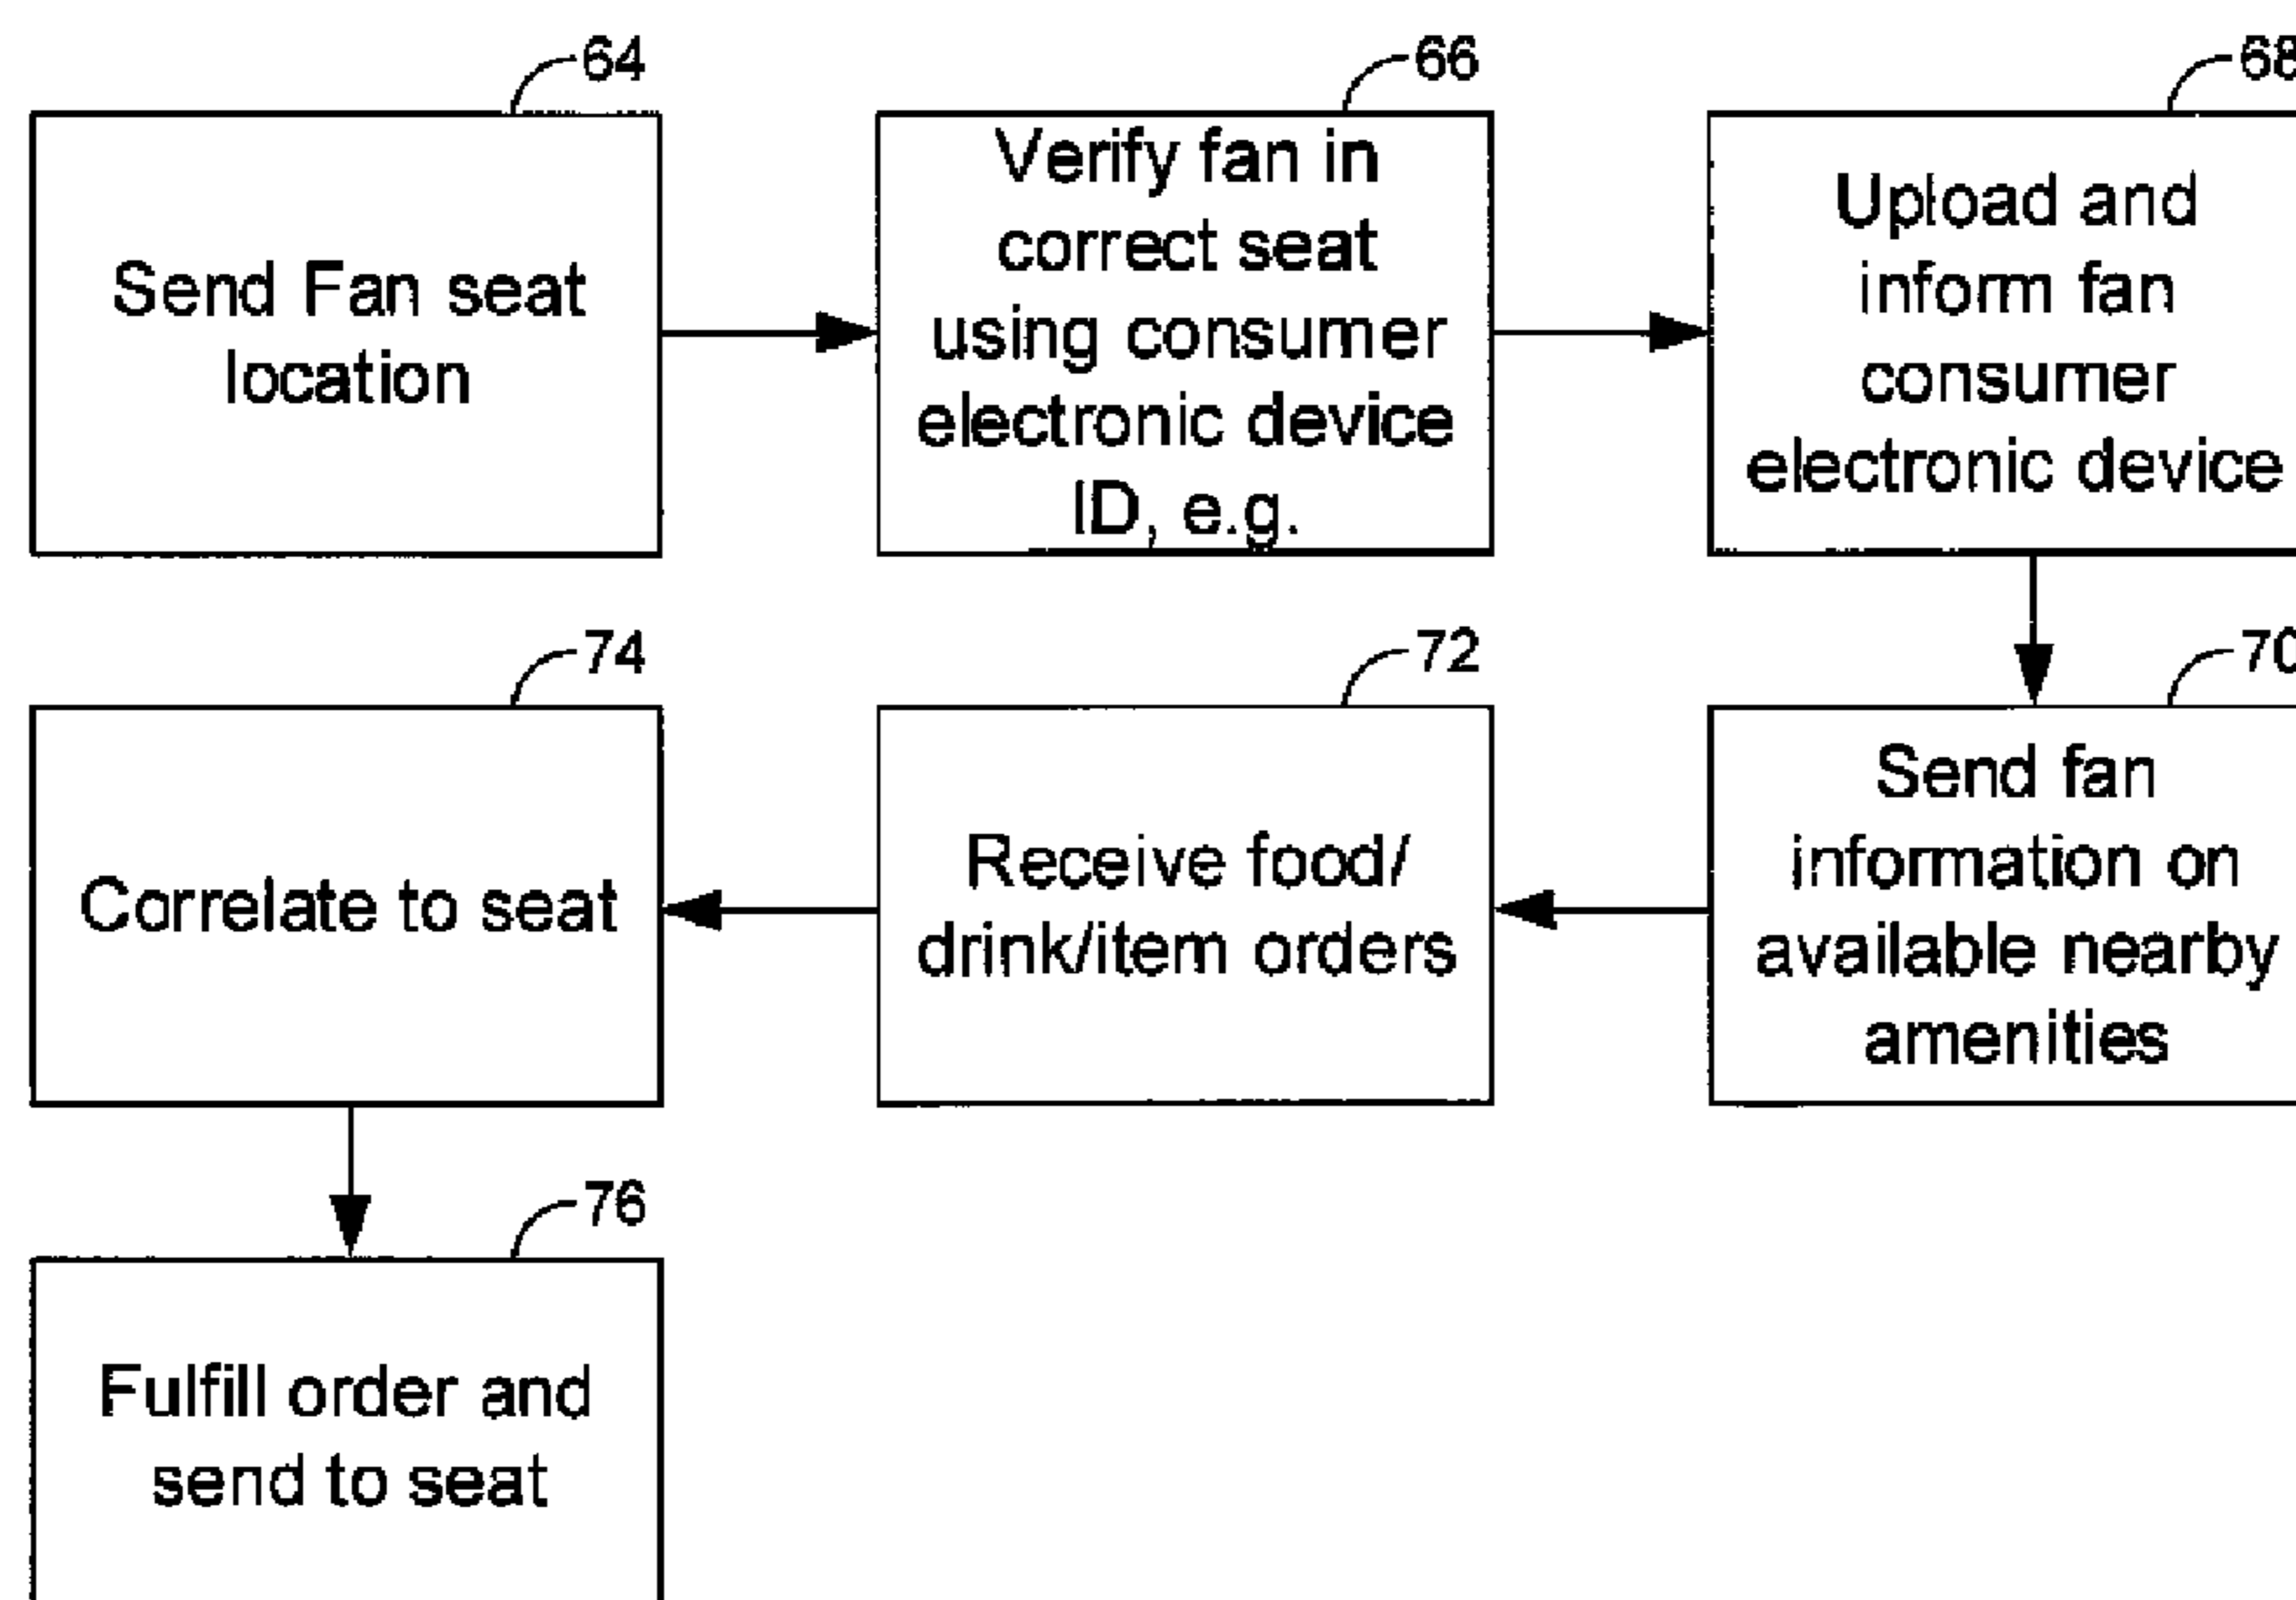 64
Send Fan seat
location
66
Verify fan in
correct seat
using consumer
electronic device
ID, e.g.
68
Upload and
inform fan
consumer
electronic device
70
Send fan
information on
available nearby
amenities
72
Receive food/
drink/item orders
74
Correlate to seat
76
Fulfill order and
send to seat